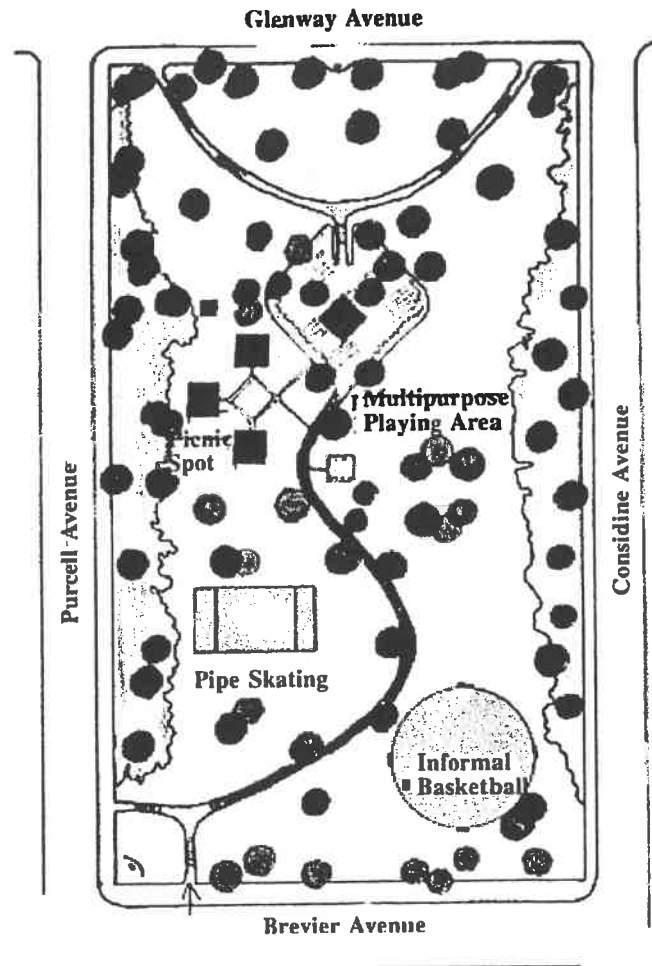 Glenway Avenue
Multipurpose
Playing Area
Picnic
Spot
Purcell Avenue
Considine Avenue
Pipe Skating
Informal
Basketball
Brevier Avenue